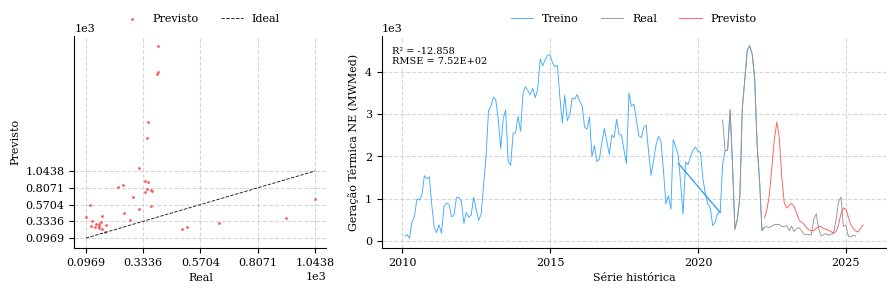 Previsto
Ideal
1e3
Previsto
1.0438
0.8071
0.5704
0.3336
0.0969
0.0969
0.3336
0.5704
0.8071
1.0438
Real
1e3
Treino
Real
Previsto
1e3
R² = -12.858
RMSE = 7.52E+02
Geração Térmica NE (MWMed)
4
3
2
1
0
2010
2015
2020
2025
Série histórica